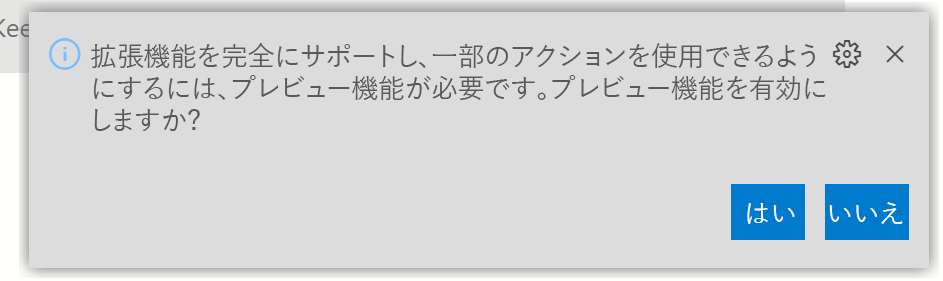 Kee
拡張機能を完全にサポートし、一部のアクションを使用できるよう
にするには、プレビュー機能が必要です。プレビュー機能を有効に
しますか?
はい
いいえ